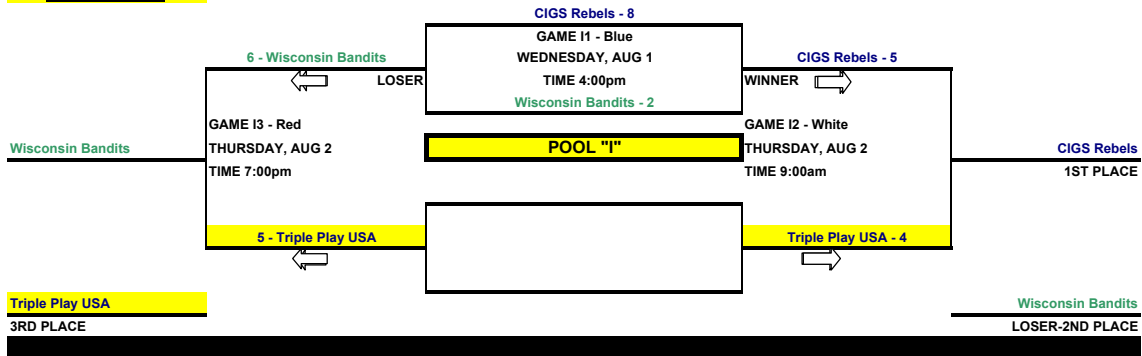 CIGS Rebels - 8
GAME I1 - Blue
6 - Wisconsin Bandits
WEDNESDAY, AUG 1
CIGS Rebels - 5
LOSER
TIME 4:00pm
WINNER
Wisconsin Bandits - 2
GAME I3 - Red
GAME I2 - White
Wisconsin Bandits
THURSDAY, AUG 2
POOL "I"
THURSDAY, AUG 2
CIGS Rebels
TIME 7:00pm
TIME 9:00am
1ST PLACE
5 - Triple Play USA
Triple Play USA - 4
Triple Play USA
Wisconsin Bandits
3RD PLACE
LOSER-2ND PLACE